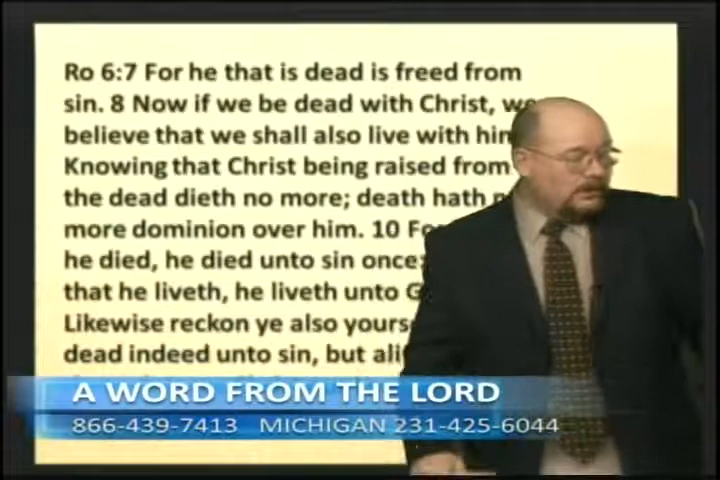 Ro 6:7 For he that is dead is freed from
sin. 8 Now if we be dead with Christ, we
believe that we shall also live with him
Knowing that Christ being raised from
the dead dieth no more; death hath
more dominion over him. 10 For
he died, he died unto sin once:
that he liveth, he liveth unto G
Likewise reckon ye also yourse
dead indeed unto sin, but ali
A WORD FROM THE LORD
866-439-7413 MICHIGAN 231-425-6044